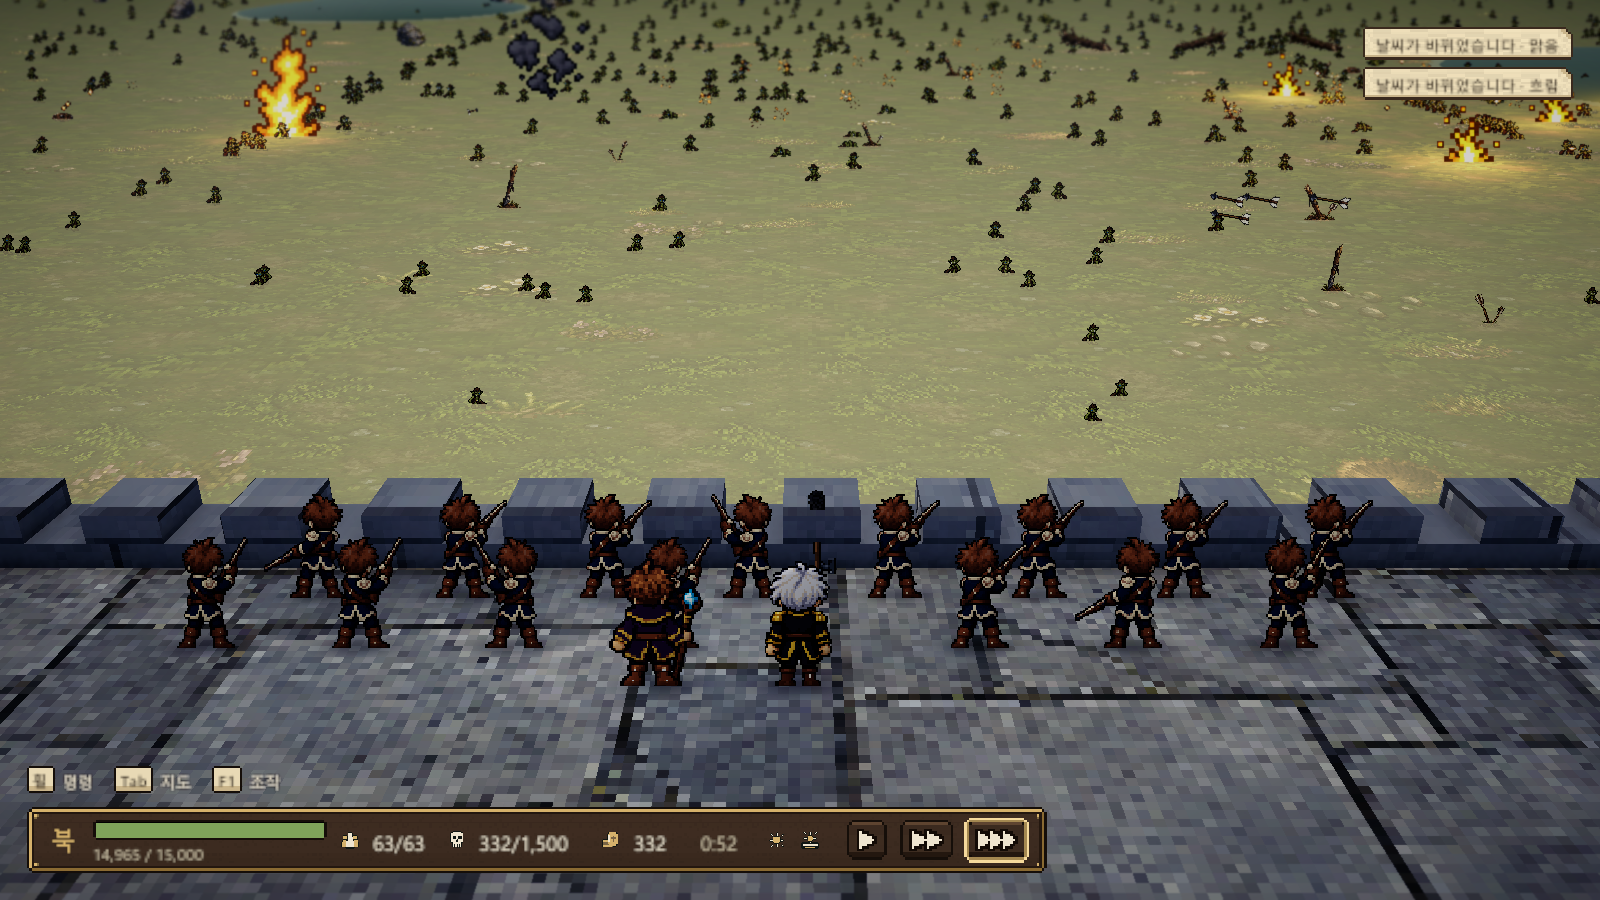 날씨가 바뀌었습니다 · 맑음
날씨가 바뀌었습니다 · 흐림
휠 명령 Tab 지도 F1 조작
북
14,965 / 15,000
63/63
332/1,500
332
0:52